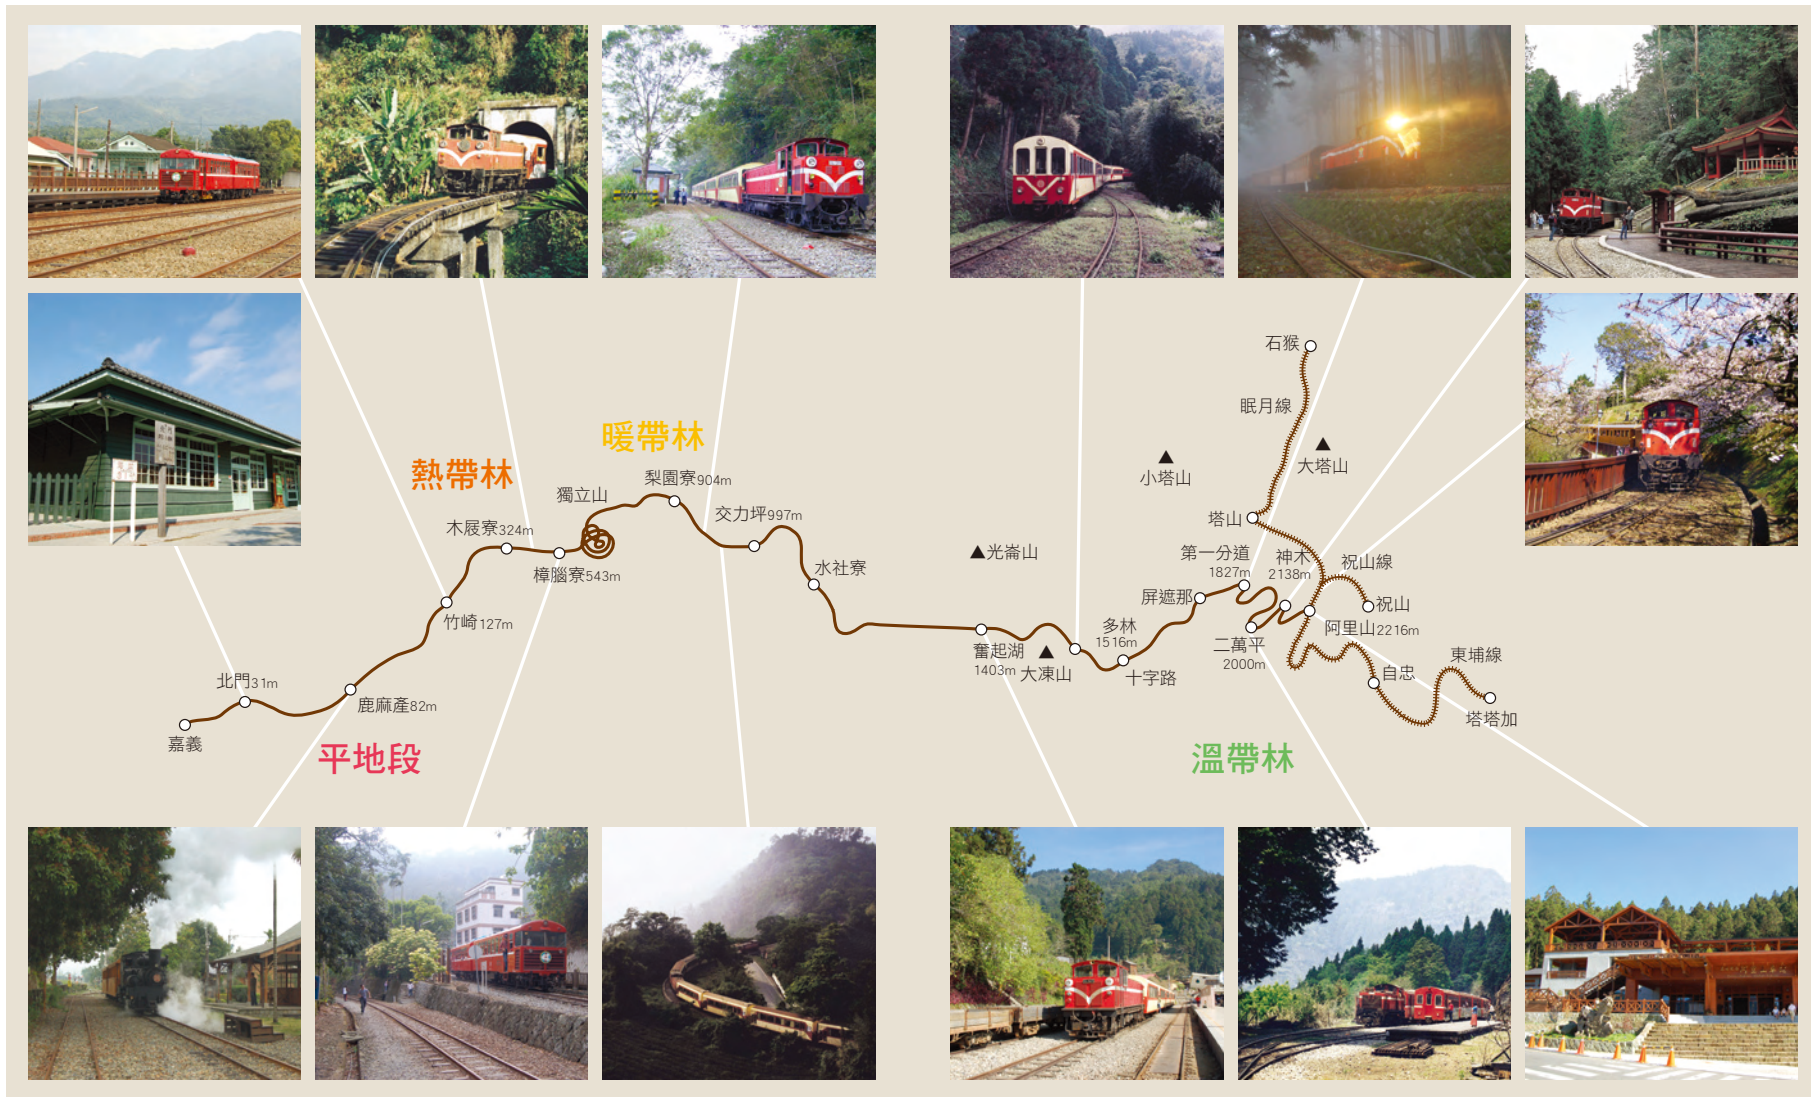 石猴
眠月線
大塔山
小塔山
暖帶林
熱帶林
梨園寮904m
獨立山
交力坪997m
塔山
木屐寮324m
樟腦寮543m
光崙山
第一分道
1827m
神木
2138m
祝山線
水社寮
屏遮那
祝山
竹崎127m
多林
1516m
阿里山2216m
奮起湖
1403m
大凍山
二萬平
2000m
東埔線
十字路
自忠
北門31m
鹿麻產82m
塔塔加
嘉義
平地段
溫帶林